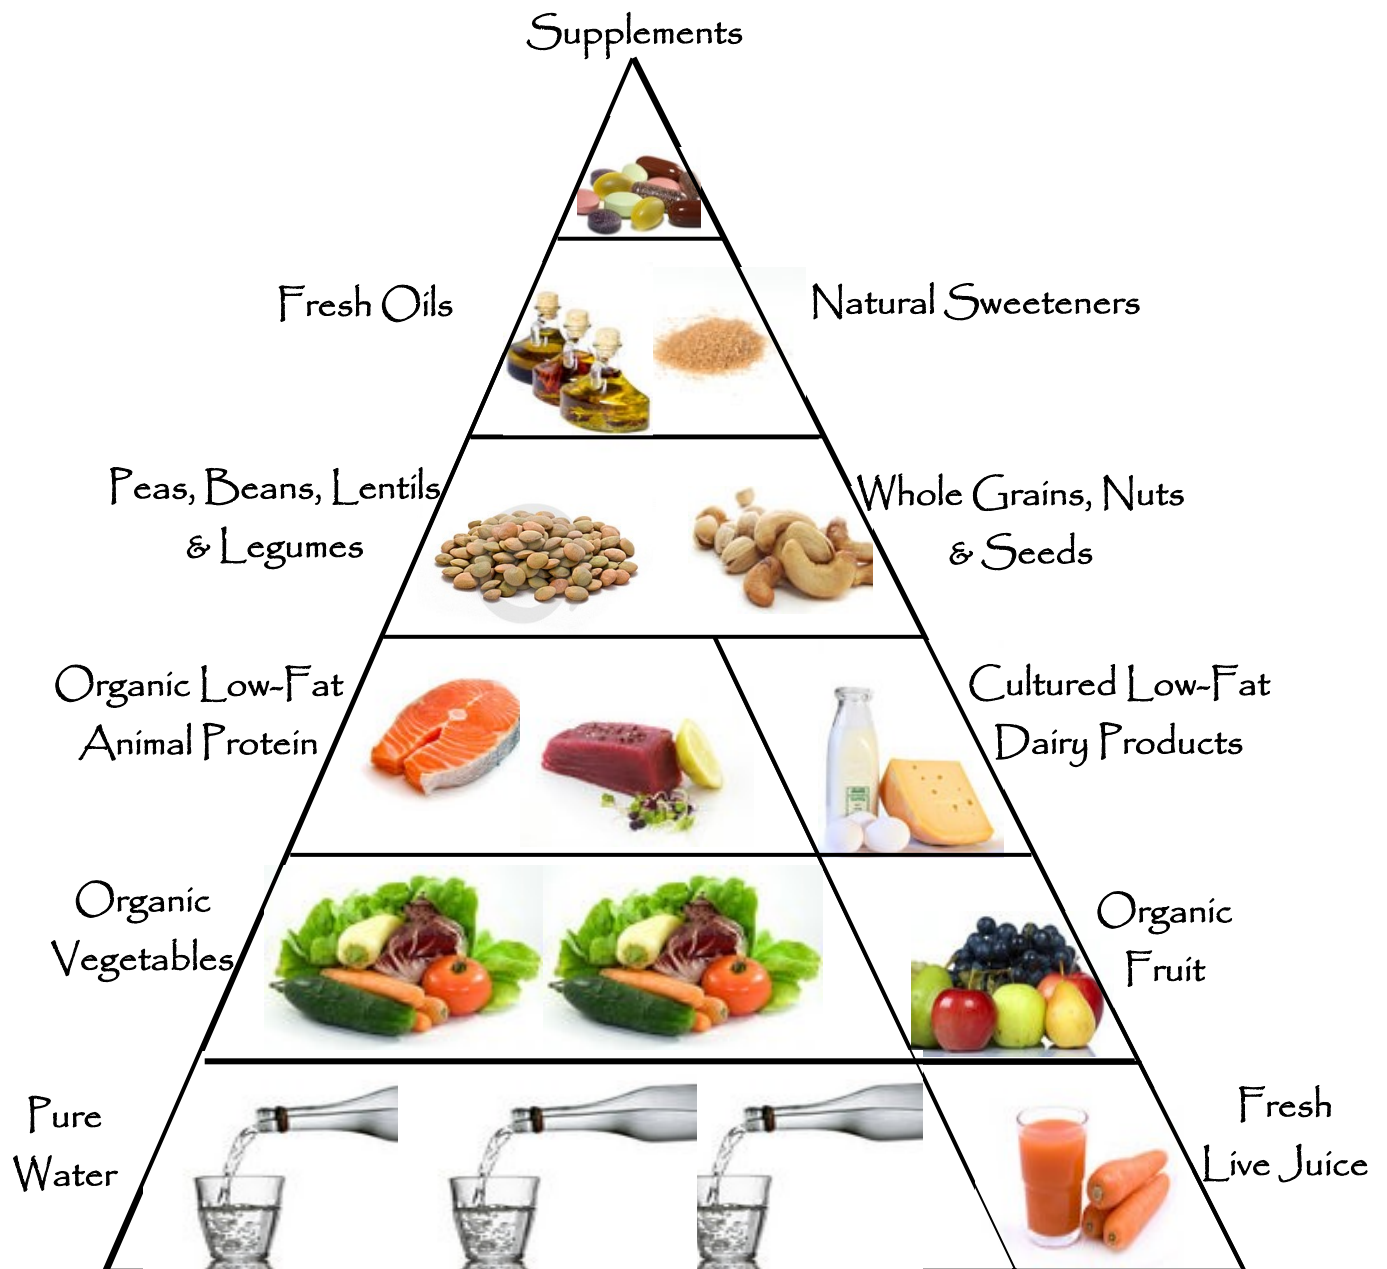 Supplements
Fresh Oils
Natural Sweeteners
Peas, Beans, Lentils
& Legumes
Whole Grains, Nuts
& Seeds
Organic Low-Fat
Animal Protein
Cultured Low-Fat
Dairy Products
Organic
Vegetables
Organic
Fruit
Pure
Water
Fresh
Live Juice